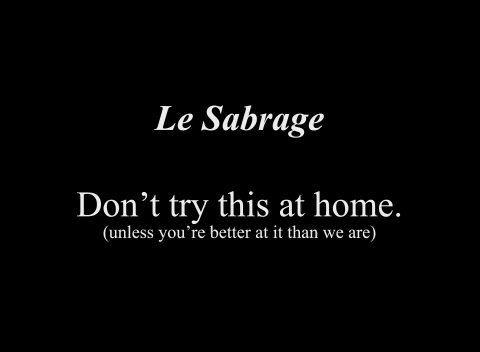 Le Sabrage
Don’t try this at home.
(unless you’re better at it than we are)